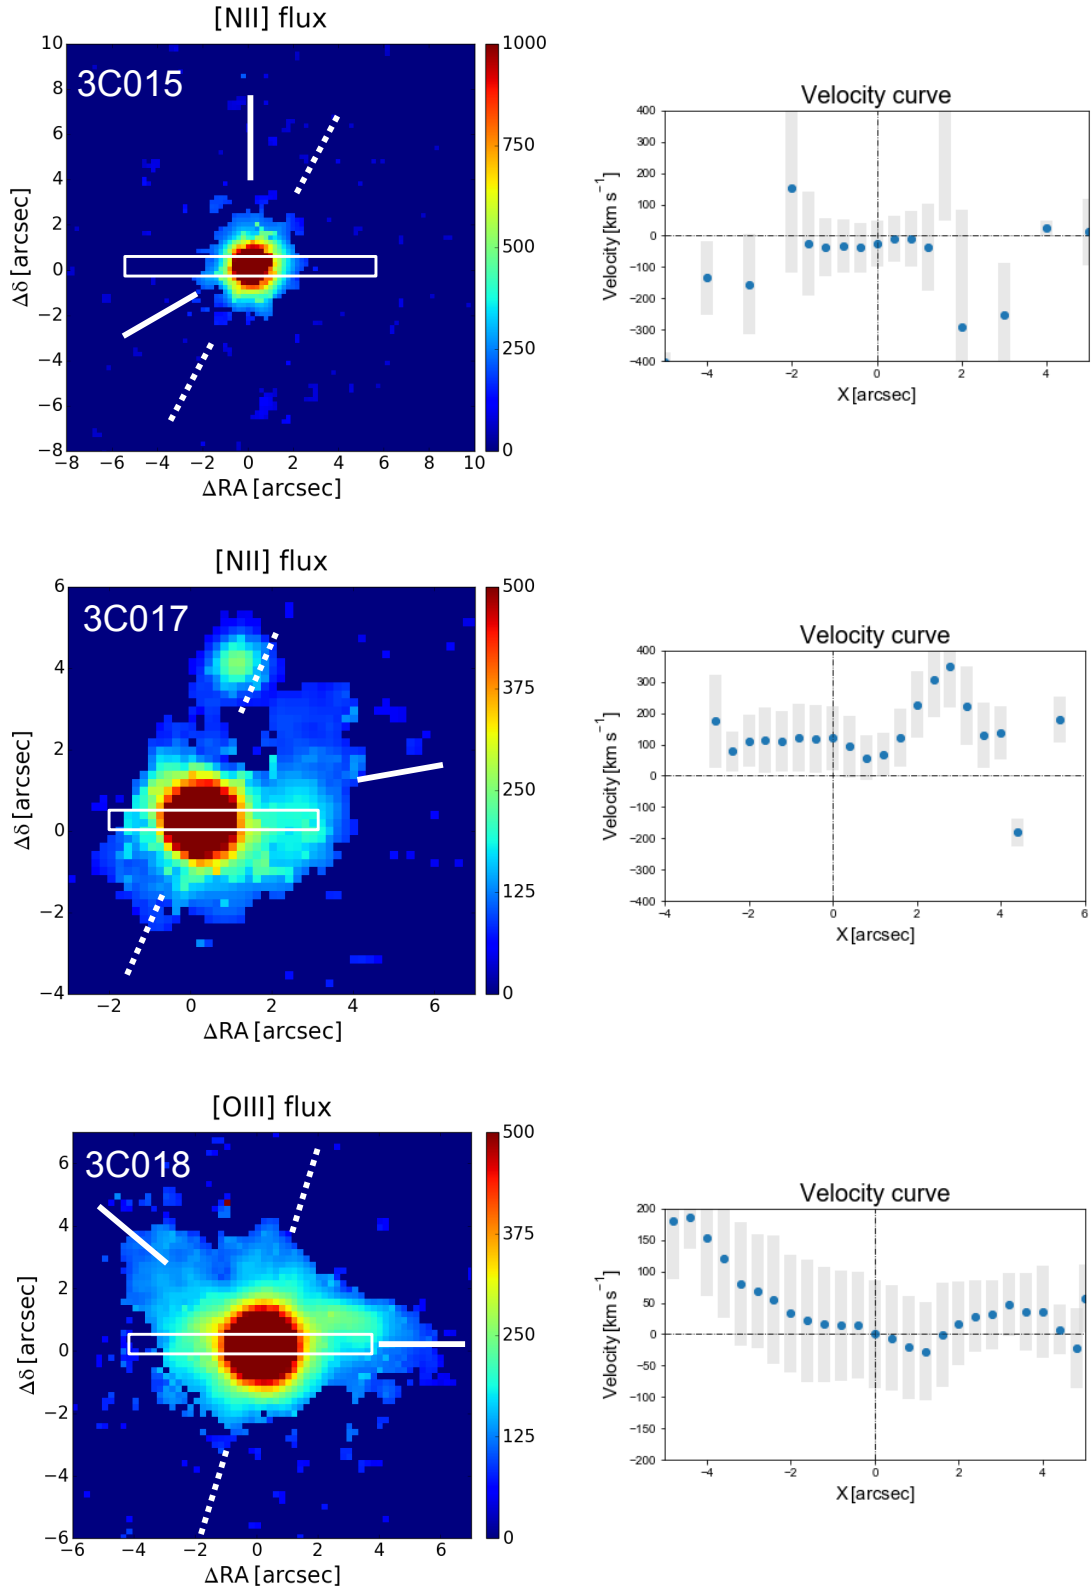 [NII] flux
3C015
10
8
6
4
2
0
−2
−4
−6
−8
−8 −6 −4 −2 0 2 4 6 8 10
ΔRA [arcsec]
Δδ [arcsec]
1000
750
500
250
0
Velocity curve
400
300
200
100
0
−100
−200
−300
−400
−4 −2 0 2 4
X [arcsec]
Velocity [km s⁻¹]
[NII] flux
3C017
6
4
2
0
−2
−4
−2 0 2 4 6
ΔRA [arcsec]
Δδ [arcsec]
500
375
250
125
0
Velocity curve
400
300
200
100
0
−100
−200
−300
−400
−4 −2 0 2 4 6
X [arcsec]
Velocity [km s⁻¹]
[OIII] flux
3C018
6
4
2
0
−2
−4
−6
−6 −4 −2 0 2 4 6
ΔRA [arcsec]
Δδ [arcsec]
500
375
250
125
0
Velocity curve
200
150
100
50
0
−50
−100
−150
−200
−4 −2 0 2 4
X [arcsec]
Velocity [km s⁻¹]